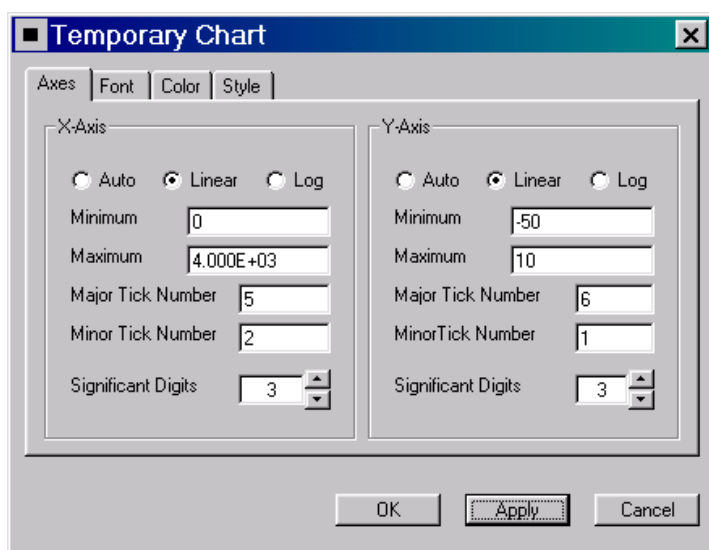 Temporary Chart
Axes Font Color Style
X-Axis
Auto Linear Log
Minimum 0
Maximum 4.000E+03
Major Tick Number 5
Minor Tick Number 2
Significant Digits 3
Y-Axis
Auto Linear Log
Minimum -50
Maximum 10
Major Tick Number 6
MinorTick Number 1
Significant Digits 3
OK Apply Cancel